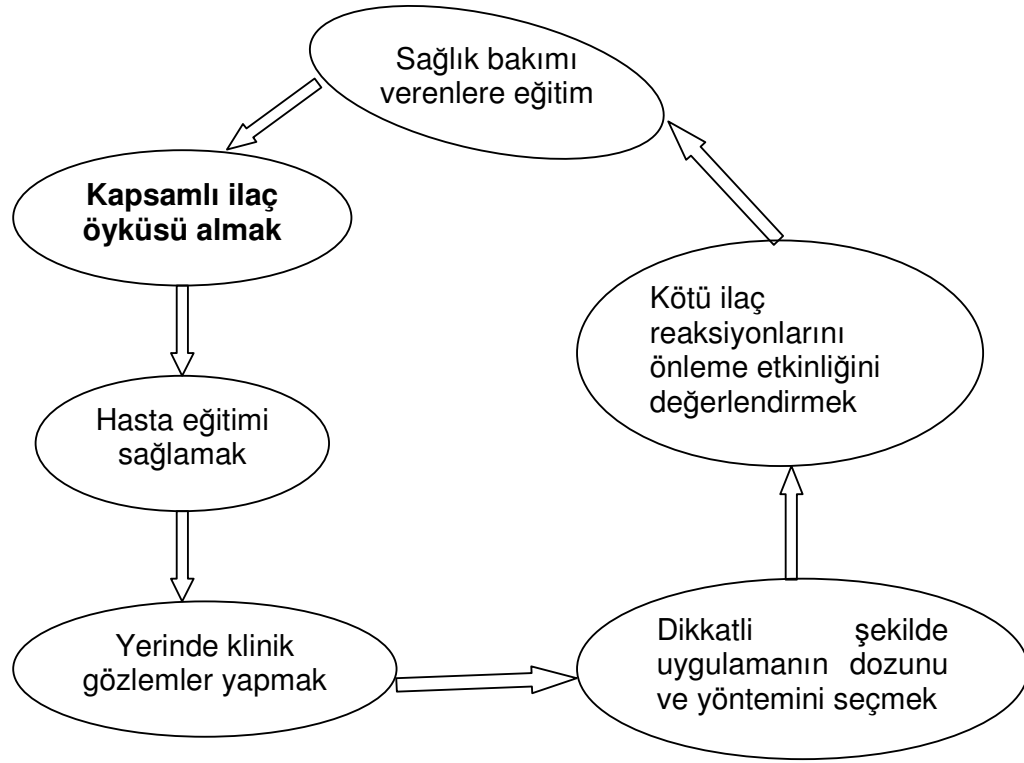 Sağlık bakımı
verenlere eğitim
Kapsamlı ilaç
öyküsü almak
Hasta eğitimi
sağlamak
Yerinde klinik
gözlemler yapmak
Dikkatli şekilde
uygulamanın dozunu
ve yöntemini seçmek
Kötü ilaç
reaksiyonlarını
önleme etkinliğini
değerlendirmek